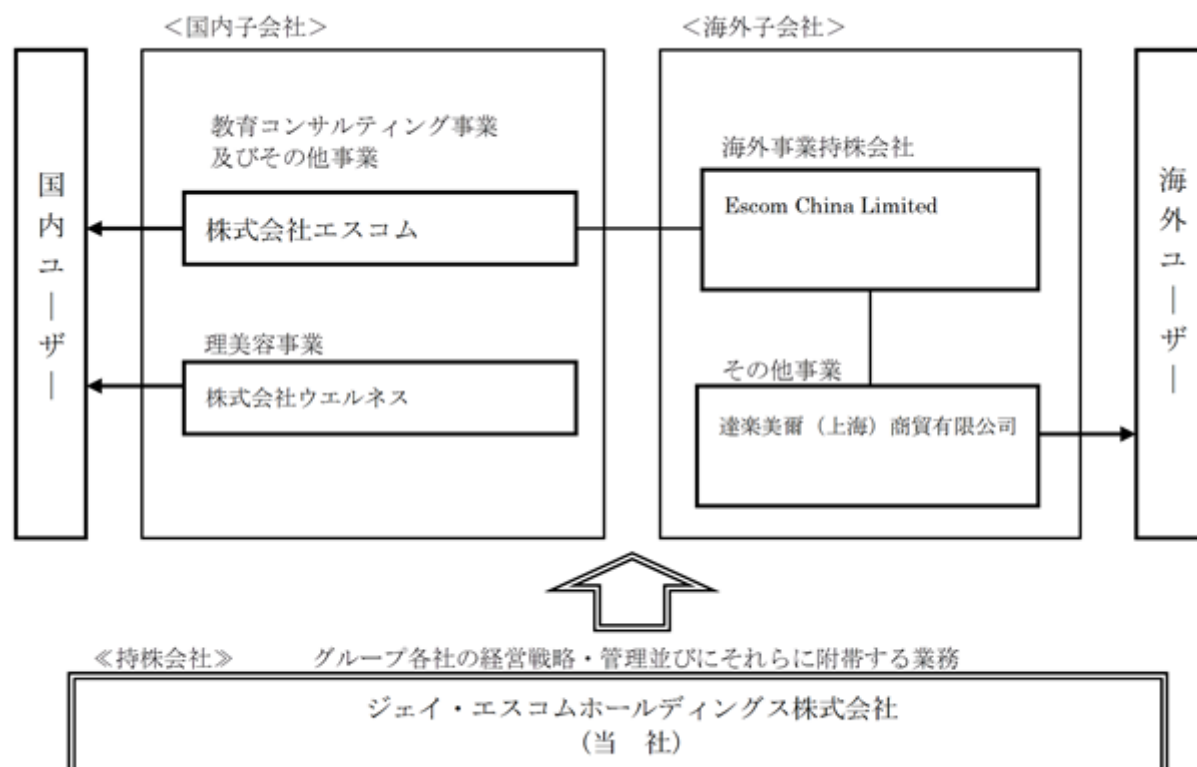 ＜国内子会社＞
＜海外子会社＞
国内ユーザー
教育コンサルティング事業
及びその他事業
株式会社エスコム
理美容事業
株式会社ウエルネス
海外事業持株会社
Escom China Limited
その他事業
達楽美爾（上海）商貿有限公司
海外ユーザー
≪持株会社≫　グループ各社の経営戦略・管理並びにそれらに附帯する業務
ジェイ・エスコムホールディングス株式会社
（当　社）